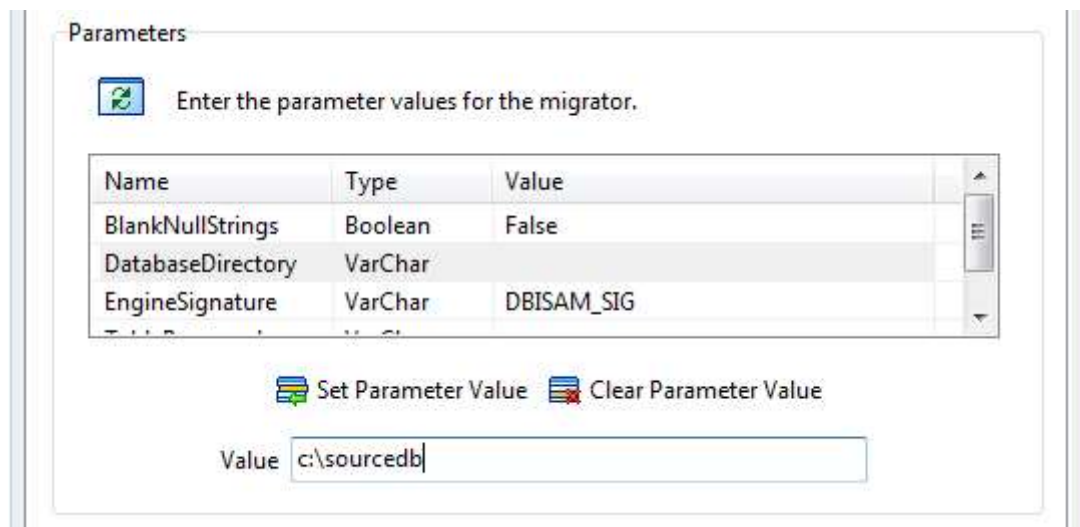 Parameters
Enter the parameter values for the migrator.
Name Type Value
BlankNullStrings Boolean False
DatabaseDirectory VarChar
EngineSignature VarChar DBISAM_SIG
Set Parameter Value Clear Parameter Value
Value c:\sourcedb